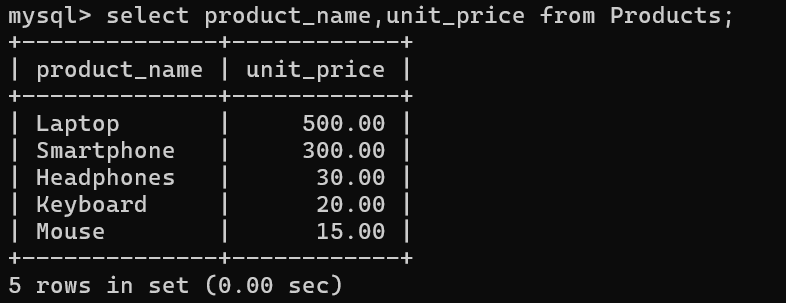 mysql> select product_name,unit_price from Products;
+--------------+------------+
| product_name | unit_price |
+--------------+------------+
| Laptop       |     500.00 |
| Smartphone   |     300.00 |
| Headphones   |      30.00 |
| Keyboard     |      20.00 |
| Mouse        |      15.00 |
+--------------+------------+
5 rows in set (0.00 sec)